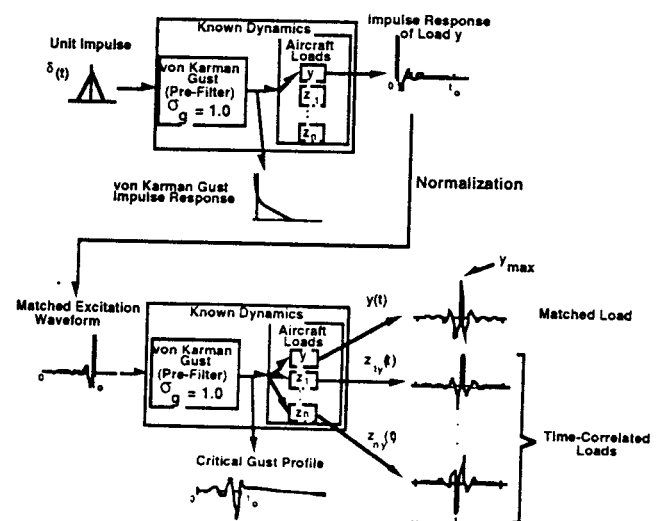 Unit Impulse
δ(t)
Known Dynamics
von Karman
Gust
(Pre-Filter)
σg = 1.0
Aircraft
Loads
y
z1
zn
Impulse Response
of Load y
0
to
von Karman Gust
Impulse Response
Normalization
Matched Excitation
Waveform
0
to
Known Dynamics
von Karman
Gust
(Pre-Filter)
σg = 1.0
Aircraft
Loads
y
z1
zn
y(t)
z1y(t)
zny(t)
ymax
Matched Load
Time-Correlated
Loads
Critical Gust Profile
0
to